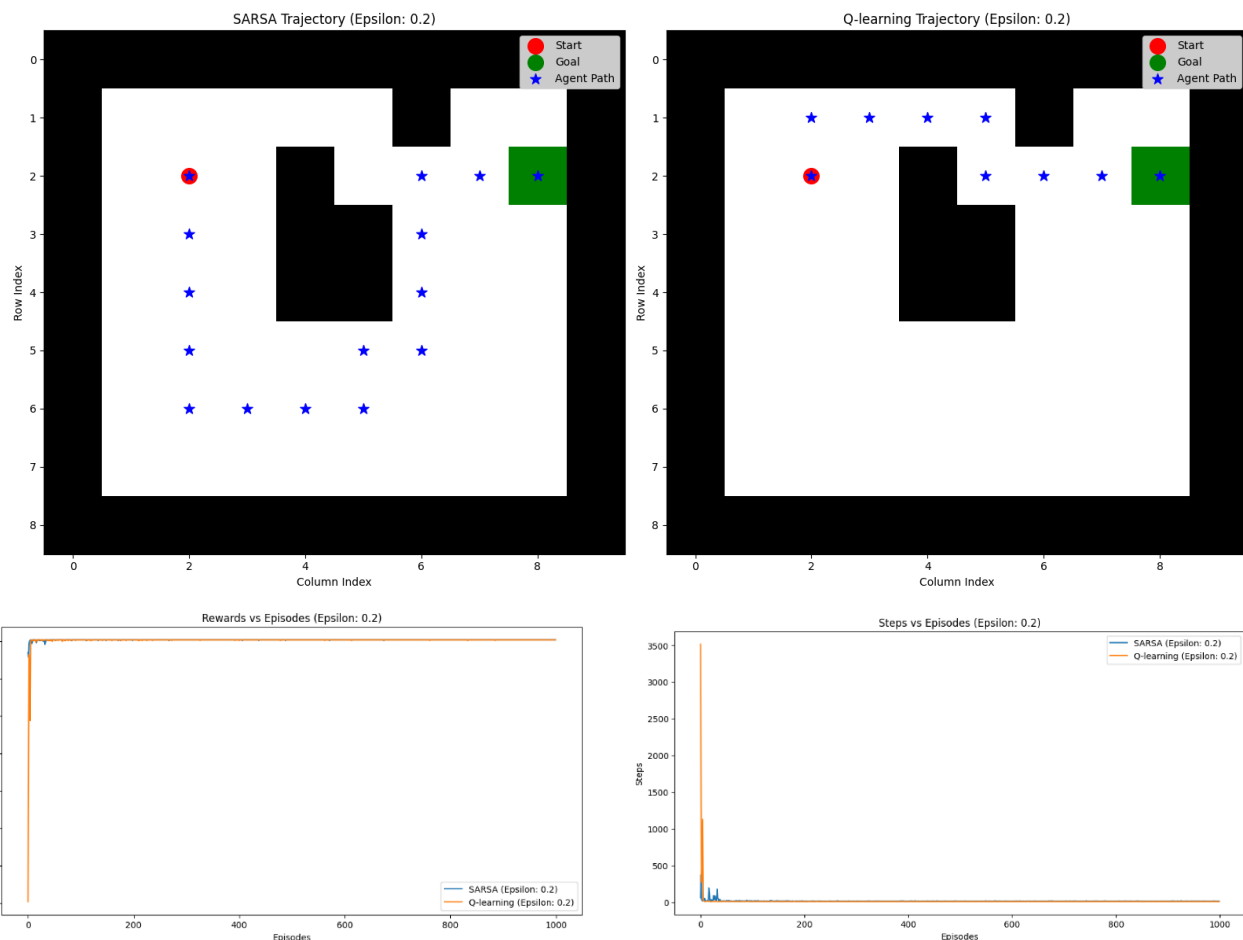 SARSA Trajectory (Epsilon: 0.2)
Start
Goal
Agent Path
0
1
2
3
4
5
6
7
8
Row Index
0
2
4
6
8
Column Index
Q-learning Trajectory (Epsilon: 0.2)
Start
Goal
Agent Path
0
1
2
3
4
5
6
7
8
Row Index
0
2
4
6
8
Column Index
Rewards vs Episodes (Epsilon: 0.2)
SARSA (Epsilon: 0.2)
Q-learning (Epsilon: 0.2)
0
200
400
600
800
1000
Episodes
Steps vs Episodes (Epsilon: 0.2)
SARSA (Epsilon: 0.2)
Q-learning (Epsilon: 0.2)
3500
3000
2500
2000
1500
1000
500
0
Steps
0
200
400
600
800
1000
Episodes